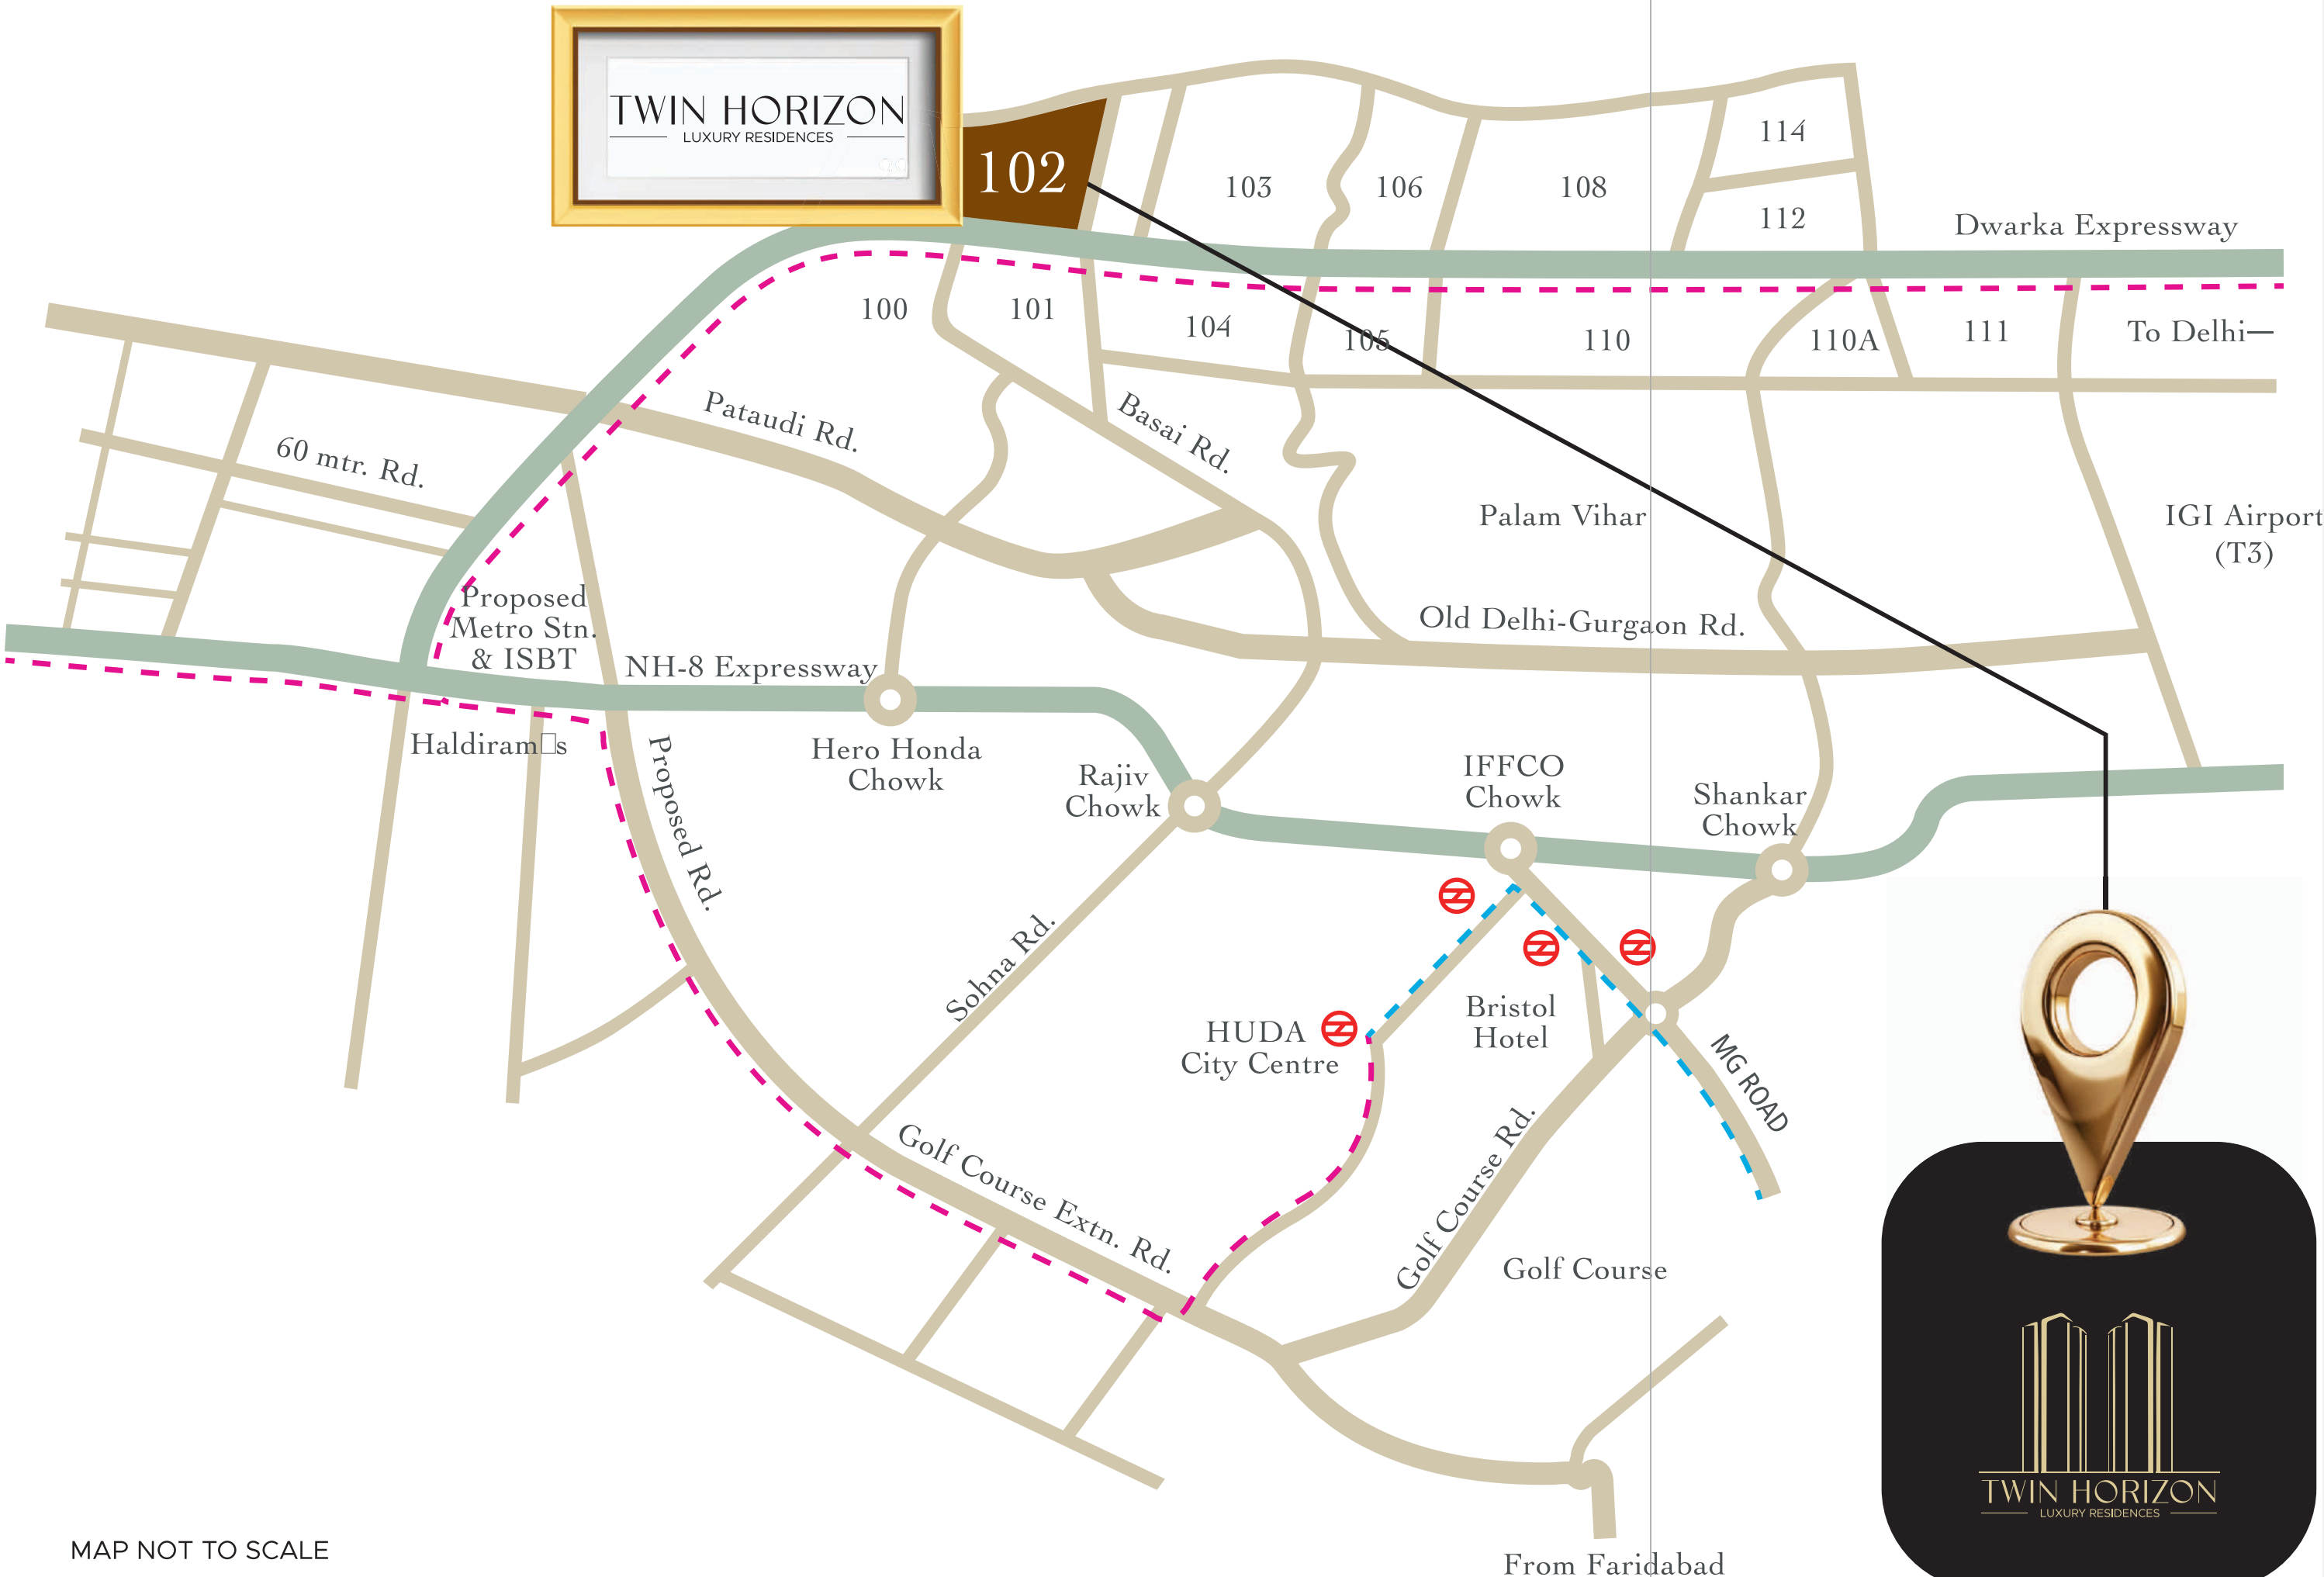 TWIN HORIZON
LUXURY RESIDENCES
102
103
106
108
114
112
Dwarka Expressway
100
101
104
105
110
110A
111
To Delhi—
Pataudi Rd.
Basai Rd.
60 mtr. Rd.
Palam Vihar
IGI Airport
(T3)
Proposed
Metro Stn.
& ISBT
Old Delhi-Gurgaon Rd.
NH-8 Expressway
Haldiram□s
Hero Honda
Chowk
Proposed Rd.
Rajiv
Chowk
IFFCO
Chowk
Shankar
Chowk
Sohna Rd.
HUDA
City Centre
Bristol
Hotel
MG ROAD
Golf Course Extn. Rd.
Golf Course Rd.
Golf Course
TWIN HORIZON
LUXURY RESIDENCES
MAP NOT TO SCALE
From Faridabad